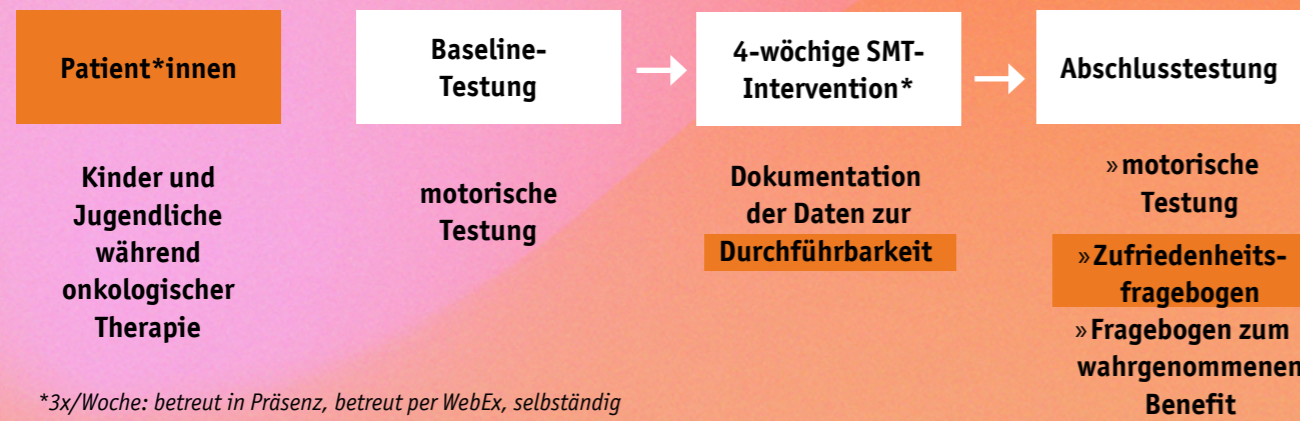 Patient*innen
Baseline-
Testung
4-wöchige SMT-
Intervention*
Abschlusstestung
Kinder und
Jugendliche
während
onkologischer
Therapie
motorische
Testung
Dokumentation
der Daten zur
Durchführbarkeit
»motorische
Testung
»Zufriedenheits-
fragebogen
»Fragebogen zum
wahrgenommenen
Benefit
*3x/Woche: betreut in Präsenz, betreut per WebEx, selbständig